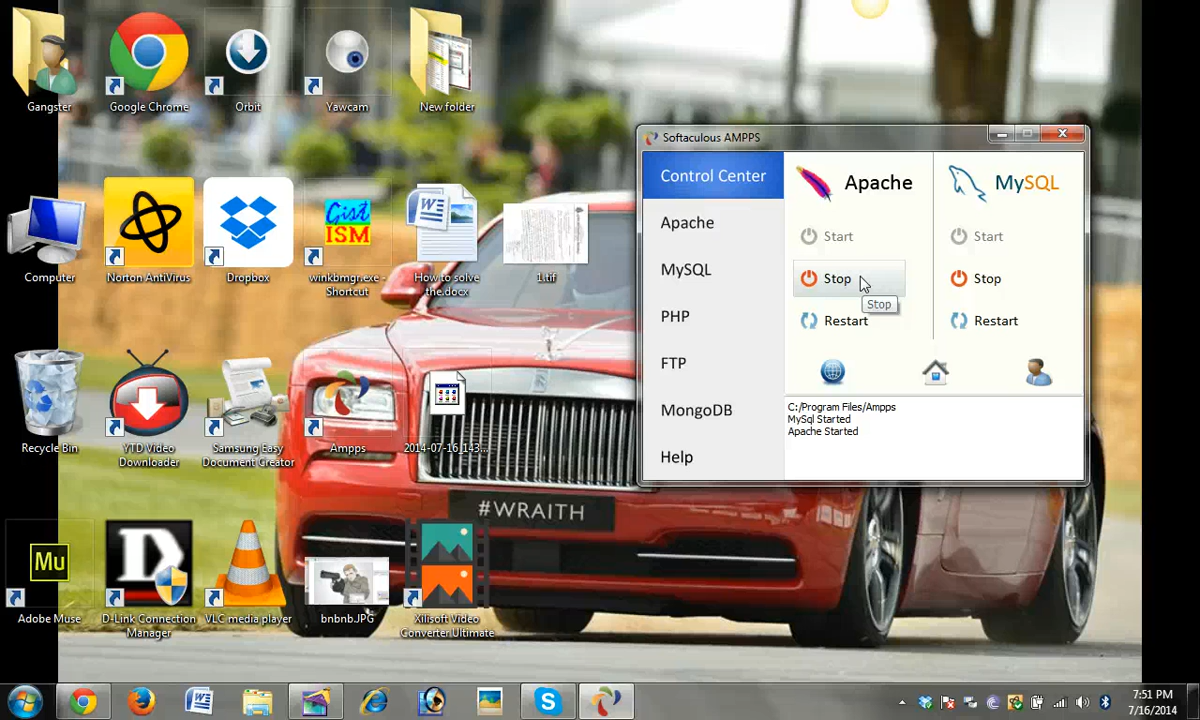 Gangster
Google Chrome
Orbit
Yawcam
New folder
Computer
Norton AntiVirus
Dropbox
Gist
ISM
winkbmgr.exe -
Shortcut
How to solve
the.docx
1.tif
Recycle Bin
YTD Video
Downloader
Samsung Easy
Document Creator
Ampps
2014-07-16_143...
Mu
Adobe Muse
D
D-Link Connection
Manager
VLC media player
bnbnb.JPG
Xilisoft Video
Converter Ultimate
#WRAITH
Softaculous AMPPS
Control Center
Apache
MySQL
PHP
FTP
MongoDB
Help
Apache
Start
Stop
Stop
Restart
MySQL
Start
Stop
Restart
C:/Program Files/Ampps
MySql Started
Apache Started
7:51 PM
7/16/2014